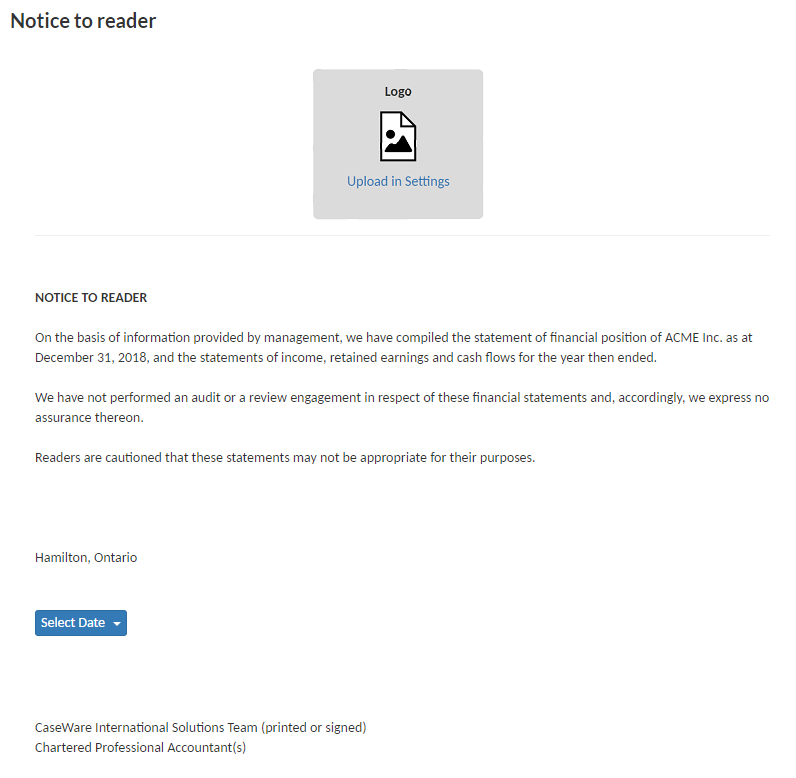 Notice to reader
Logo
Upload in Settings
NOTICE TO READER
On the basis of information provided by management, we have compiled the statement of financial position of ACME Inc. as at
December 31, 2018, and the statements of income, retained earnings and cash flows for the year then ended.
We have not performed an audit or a review engagement in respect of these financial statements and, accordingly, we express no
assurance thereon.
Readers are cautioned that these statements may not be appropriate for their purposes.
Hamilton, Ontario
Select Date
CaseWare International Solutions Team (printed or signed)
Chartered Professional Accountant(s)